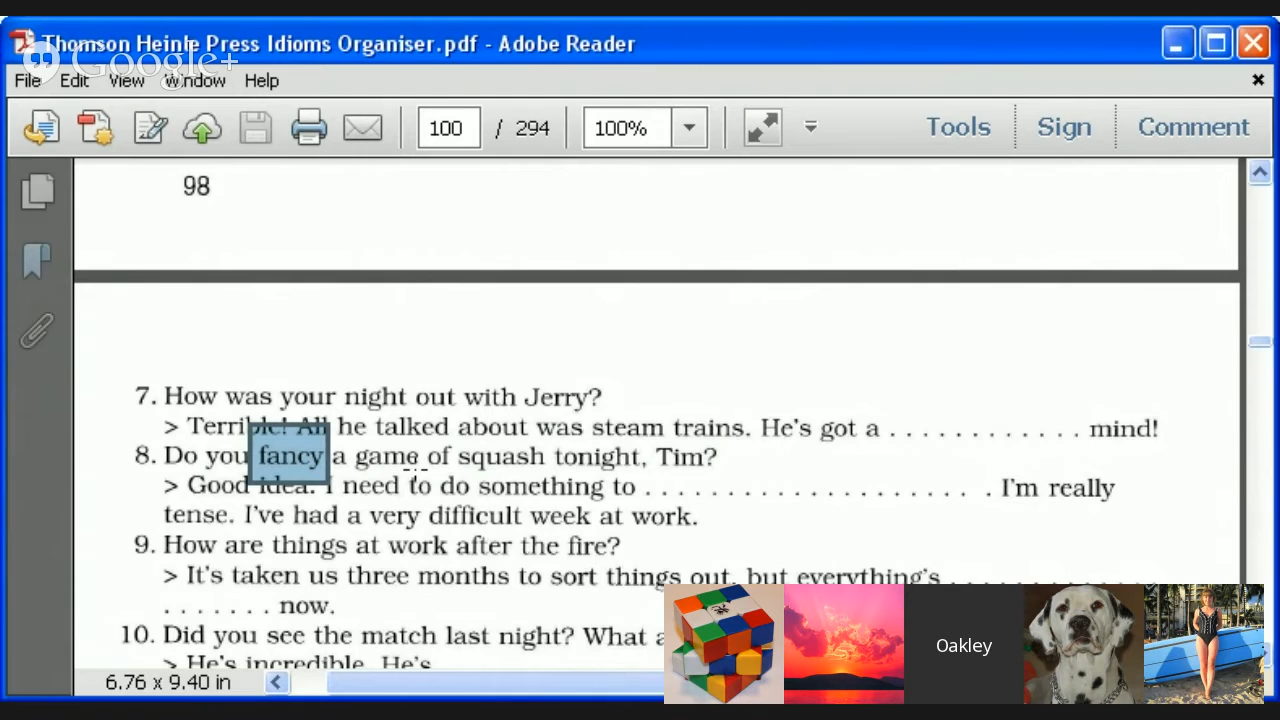 Thomson Heinle Press Idioms Organiser.pdf - Adobe Reader
Google+
File Edit View Window Help
100 / 294 100% Tools Sign Comment
98
7. How was your night out with Jerry?
> Terrible! All he talked about was steam trains. He's got a . . . . . . . . . . . . mind!
8. Do you fancy a game of squash tonight, Tim?
> Good idea. I need to do something to . . . . . . . . . . . . . . . . . . . . . . I'm really
tense. I've had a very difficult week at work.
9. How are things at work after the fire?
> It's taken us three months to sort things out, but everything's . . . . . . . . . . . .
. . . . . . . now.
10. Did you see the match last night? What a
> He's incredible. He's
Oakley
6.76 x 9.40 in